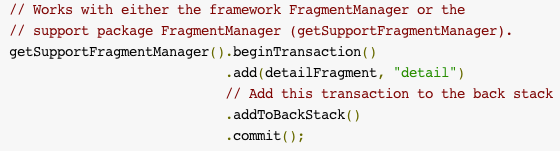 // Works with either the framework FragmentManager or the
// support package FragmentManager (getSupportFragmentManager).
getSupportFragmentManager().beginTransaction()
.add(detailFragment, "detail")
// Add this transaction to the back stack
.addToBackStack()
.commit();